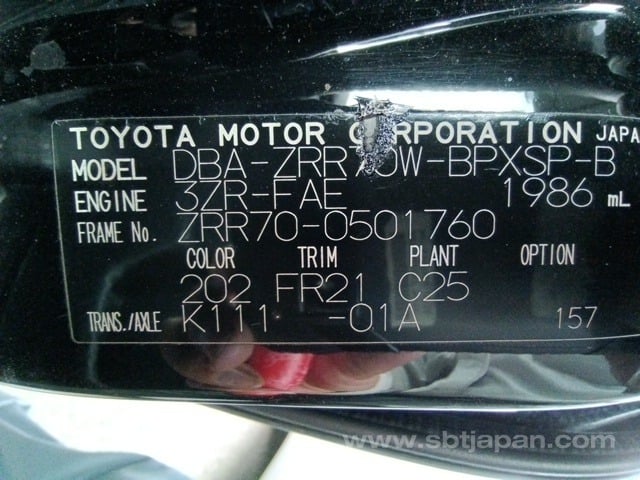 TOYOTA MOTOR CORPORATION JAPA
MODEL DBA-ZRR70W-BPXSP-B
ENGINE 3ZR-FAE 1986 mL
FRAME No. ZRR70-0501760
COLOR TRIM PLANT OPTION
202 FR21 C25
TRANS./AXLE K111 -01A 157
www.sbtjapan.com